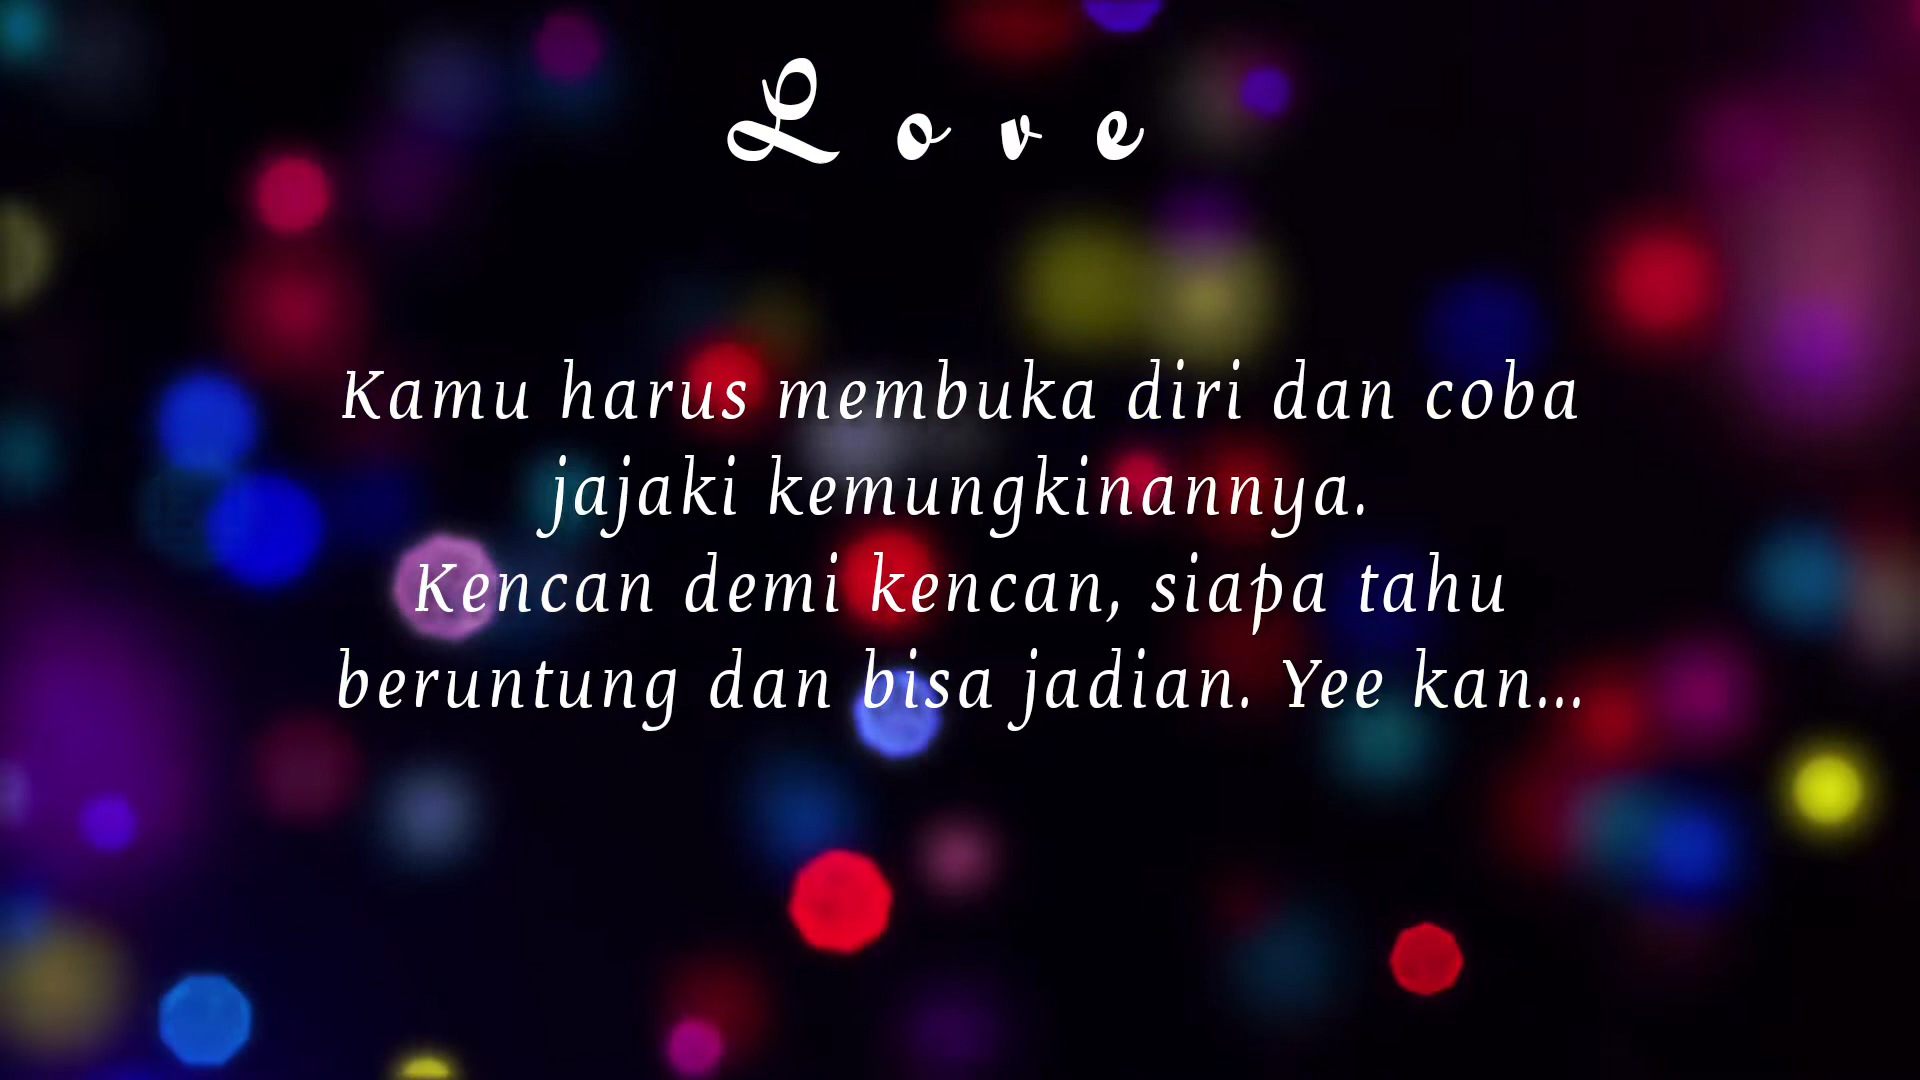 Love
Kamu harus membuka diri dan coba
jajaki kemungkinannya.
Kencan demi kencan, siapa tahu
beruntung dan bisa jadian. Yee kan...